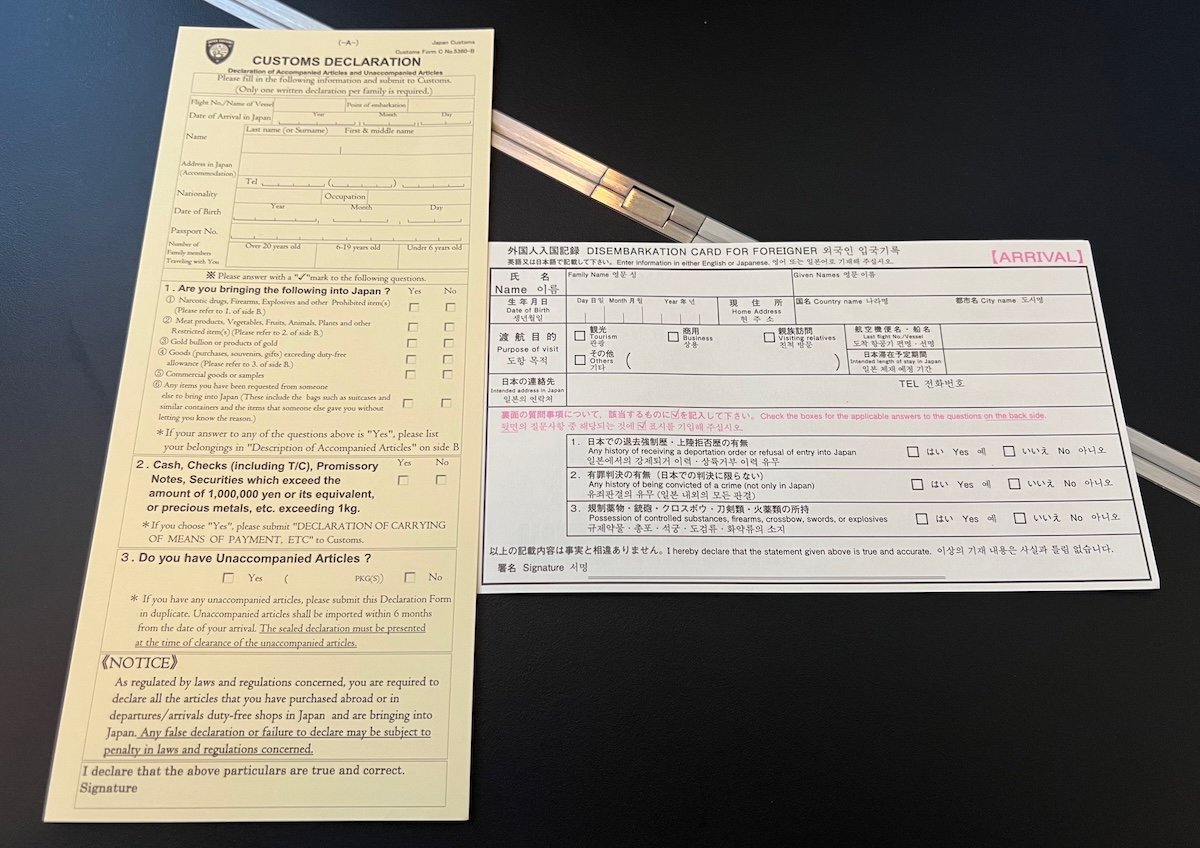 (-A-)
Japan Customs
Customs Form C No.5360-B
CUSTOMS DECLARATION
Declaration of Accompanied Articles and Unaccompanied Articles
Please fill in the following information and submit to Customs.
(Only one written declaration per family is required.)
Flight No./Name of Vessel Point of embarkation
Date of Arrival in Japan Year Month Day
Name Last name (or Surname) First & middle name
Address in Japan
(Accommodation)
Tel ( )
Nationality Occupation
Date of Birth Year Month Day
Passport No.
Number of
Family members
Traveling with You
Over 20 years old 6-19 years old Under 6 years old
※ Please answer with a "✓"mark to the following questions.
1. Are you bringing the following into Japan ? Yes No
① Narcotic drugs, Firearms, Explosives and other Prohibited item(s)
(Please refer to 1. of side B.)
② Meat products, Vegetables, Fruits, Animals, Plants and other
Restricted item(s) (Please refer to 2. of side B.)
③ Gold bullion or products of gold
④ Goods (purchases, souvenirs, gifts) exceeding duty-free
allowance (Please refer to 3. of side B.)
⑤ Commercial goods or samples
⑥ Any items you have been requested from someone
else to bring into Japan (These include the bags such as suitcases and
similar containers and the items that someone else gave you without
letting you know the reason.)
* If your answer to any of the questions above is "Yes", please list
your belongings in "Description of Accompanied Articles" on side B
2. Cash, Checks (including T/C), Promissory Yes No
Notes, Securities which exceed the
amount of 1,000,000 yen or its equivalent,
or precious metals, etc. exceeding 1kg.
* If you choose "Yes", please submit "DECLARATION OF CARRYING
OF MEANS OF PAYMENT, ETC" to Customs.
3. Do you have Unaccompanied Articles ?
Yes ( PKG(S)) No
* If you have any unaccompanied articles, please submit this Declaration Form
in duplicate. Unaccompanied articles shall be imported within 6 months
from the date of your arrival. The sealed declaration must be presented
at the time of clearance of the unaccompanied articles.
《NOTICE》
As regulated by laws and regulations concerned, you are required to
declare all the articles that you have purchased abroad or in
departures/arrivals duty-free shops in Japan and are bringing into
Japan. Any false declaration or failure to declare may be subject to
penalty in laws and regulations concerned.
I declare that the above particulars are true and correct.
Signature
外国人入国記録 DISEMBARKATION CARD FOR FOREIGNER 외국인 입국기록
英語又は日本語で記載して下さい。Enter information in either English or Japanese. 영어 또는 일본어로 기재해 주십시오.
【ARRIVAL】
氏 名
Name 이름
Family Name 영문 성
Given Names 영문 이름
生 年 月 日
Date of Birth
생년월일
Day 日 일 Month 月 월 Year 年 년
現 住 所
Home Address
현 주 소
国名 Country name 나라명
都市名 City name 도시명
渡 航 目 的
Purpose of visit
도항 목적
観光
Tourism
관광
商用
Business
상용
親族訪問
Visiting relatives
친척 방문
その他
Others
기타
( )
航空機便名・船名
Last flight No./Vessel
도착 항공기 편명・선명
日本滞在予定期間
Intended length of stay in Japan
일본 체재 예정 기간
日本の連絡先
Intended address in Japan
일본의 연락처
TEL 전화번호
裏面の質問事項について、該当するものに☑を記入して下さい。Check the boxes for the applicable answers to the questions on the back side.
뒷면의 질문사항 중 해당되는 것에 ☑ 표시를 기입해 주십시오.
1. 日本での退去強制歴・上陸拒否歴の有無
Any history of receiving a deportation order or refusal of entry into Japan
일본에서의 강제퇴거 이력・상륙거부 이력 유무
はい Yes 예 いいえ No 아니오
2. 有罪判決の有無（日本での判決に限らない）
Any history of being convicted of a crime (not only in Japan)
유죄판결의 유무 (일본 내외의 모든 판결)
はい Yes 예 いいえ No 아니오
3. 規制薬物・銃砲・クロスボウ・刀剣類・火薬類の所持
Possession of controlled substances, firearms, crossbow, swords, or explosives
규제약물・총포・석궁・도검류・화약류의 소지
はい Yes 예 いいえ No 아니오
以上の記載内容は事実と相違ありません。I hereby declare that the statement given above is true and accurate. 이상의 기재 내용은 사실과 틀림 없습니다.
署名 Signature 서명